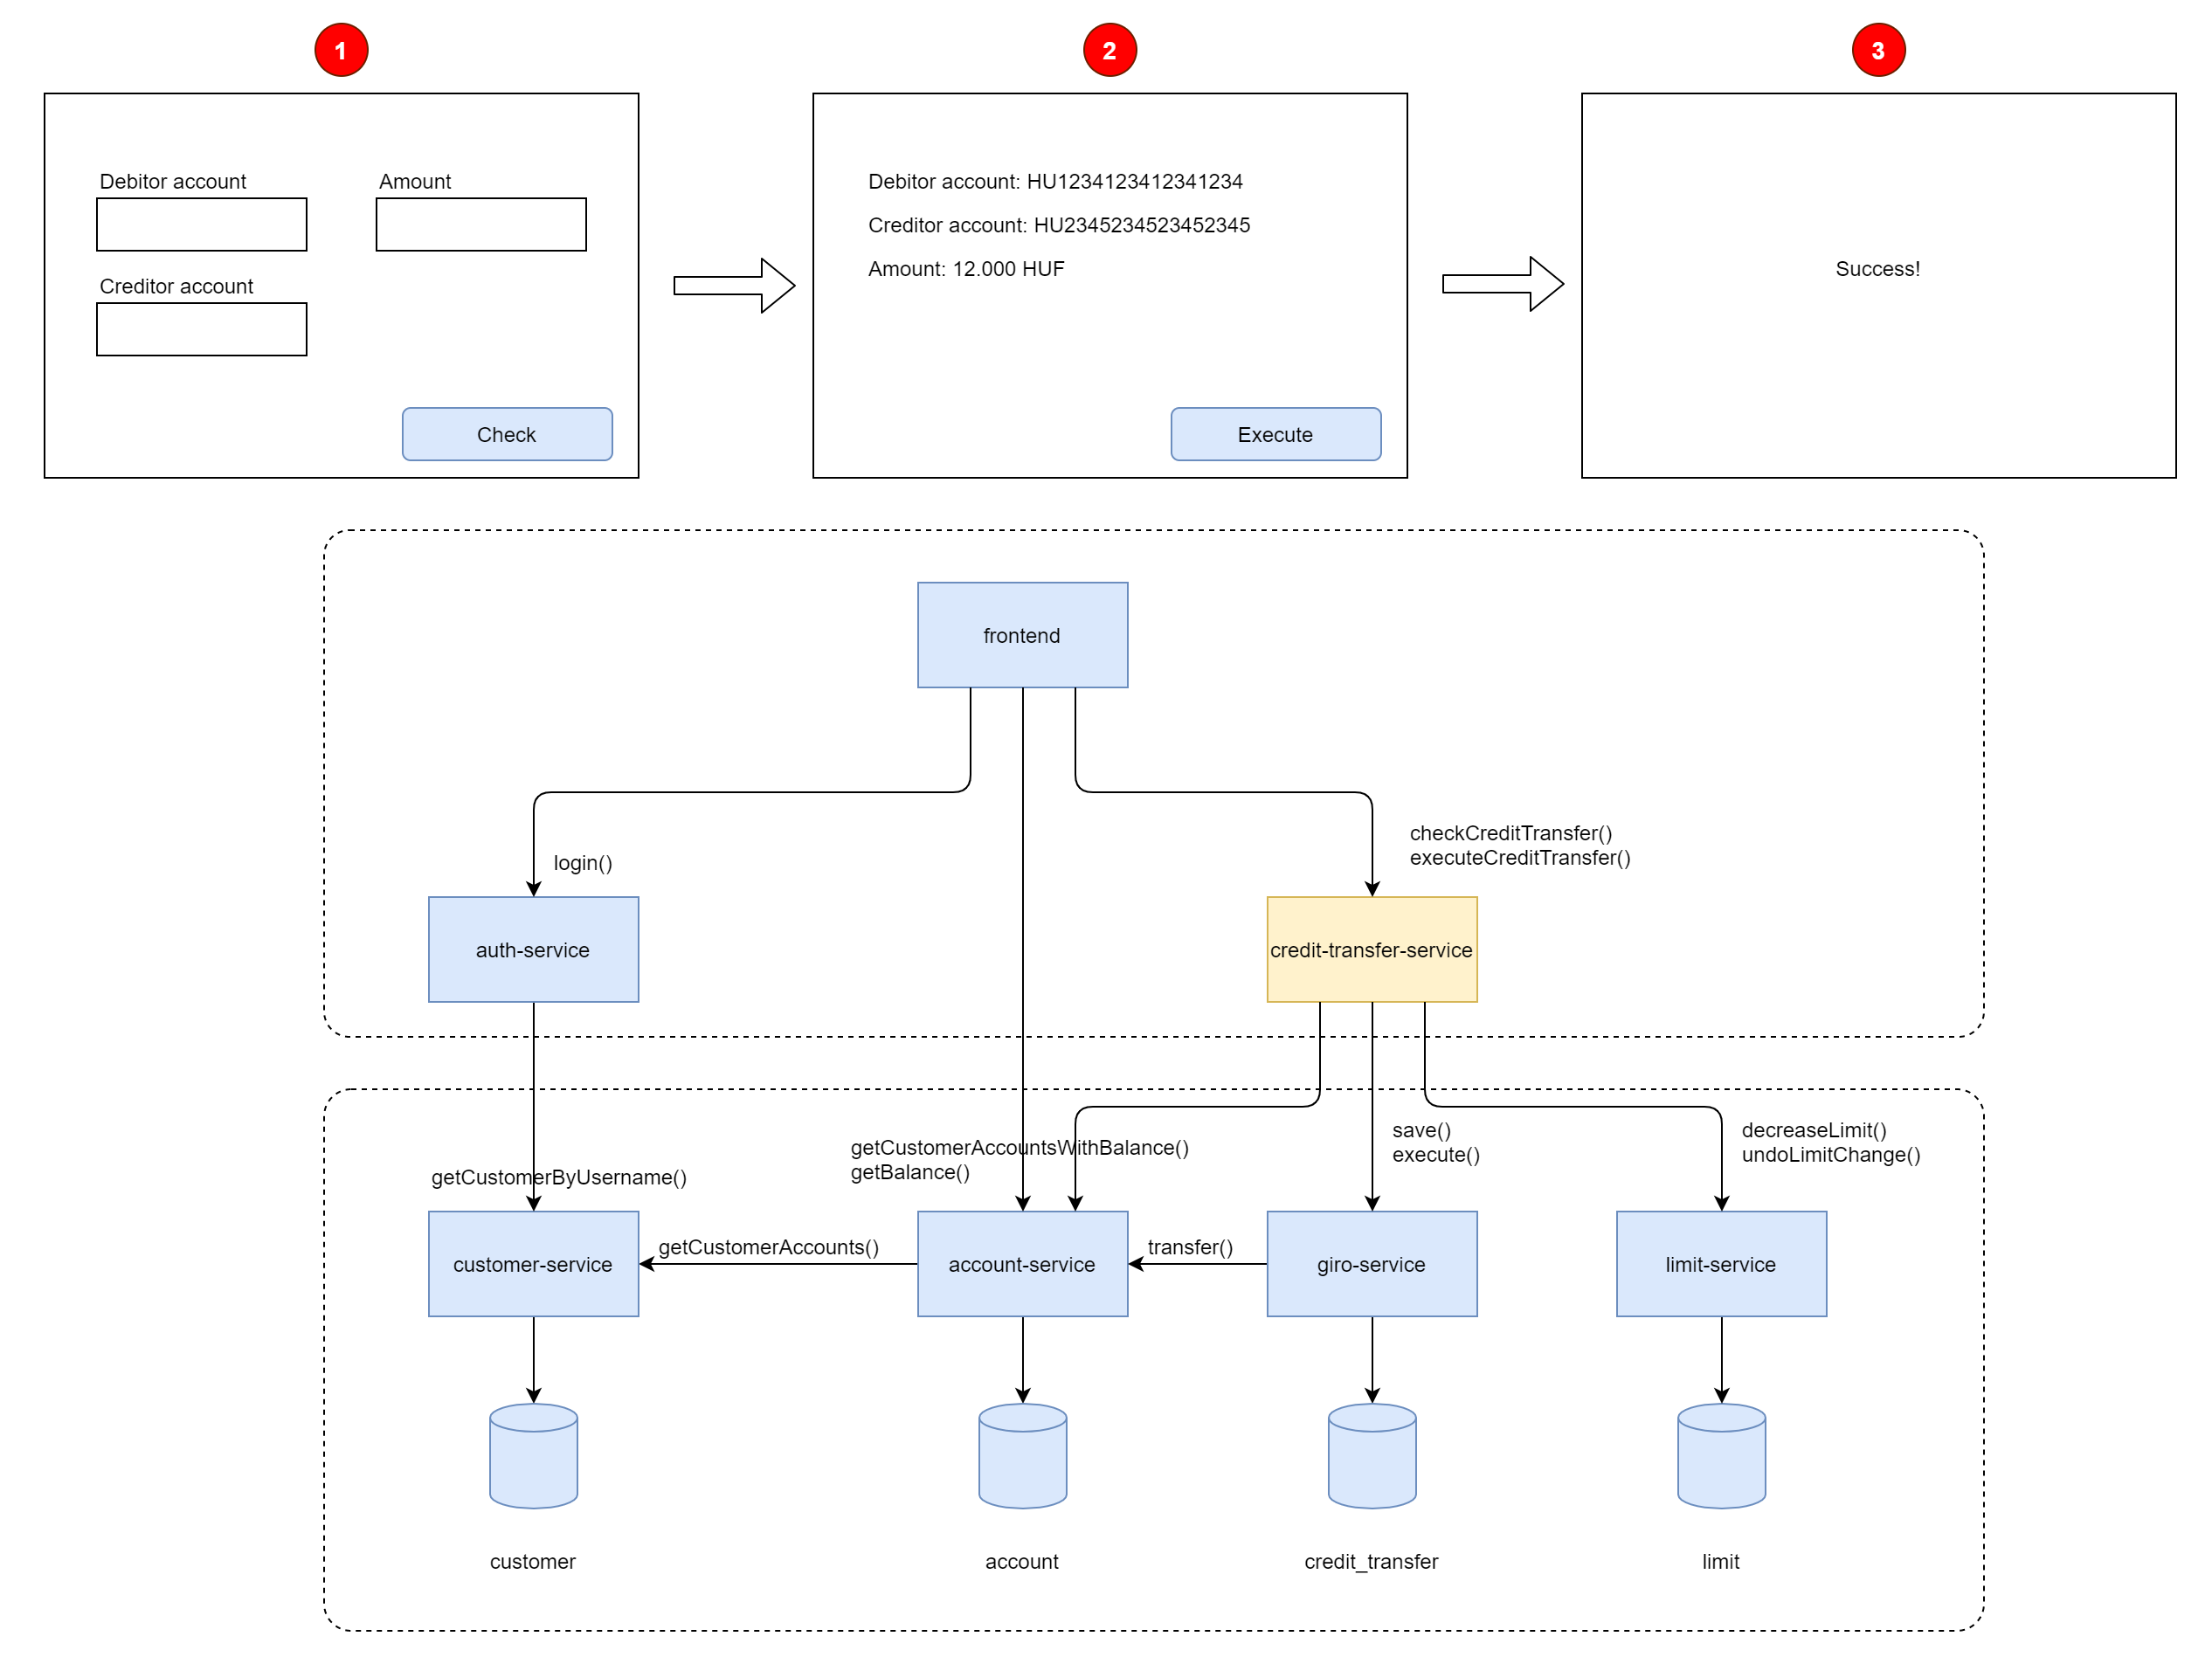 1
2
3
Debitor account
Amount
Creditor account
Check
Debitor account: HU1234123412341234
Creditor account: HU2345234523452345
Amount: 12.000 HUF
Execute
Success!
frontend
login()
checkCreditTransfer()
executeCreditTransfer()
auth-service
credit-transfer-service
getCustomerByUsername()
getCustomerAccountsWithBalance()
getBalance()
save()
execute()
decreaseLimit()
undoLimitChange()
customer-service
getCustomerAccounts()
account-service
transfer()
giro-service
limit-service
customer
account
credit_transfer
limit